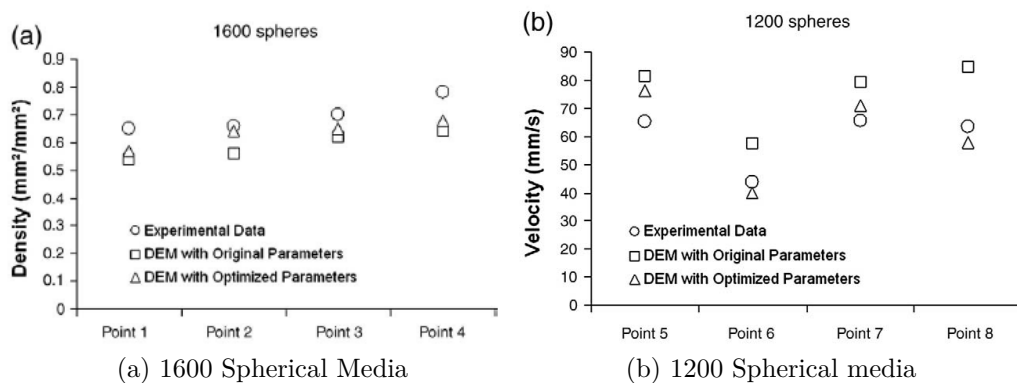 (a)
1600 spheres
Density (mm²/mm²)
0.9
0.8
0.7
0.6
0.5
0.4
0.3
0.2
0.1
0
Experimental Data
DEM with Original Parameters
DEM with Optimized Parameters
Point 1 Point 2 Point 3 Point 4
(a) 1600 Spherical Media
(b)
1200 spheres
Velocity (mm/s)
90
80
70
60
50
40
30
20
10
0
Experimental Data
DEM with Original Parameters
DEM with Optimized Parameters
Point 5 Point 6 Point 7 Point 8
(b) 1200 Spherical media